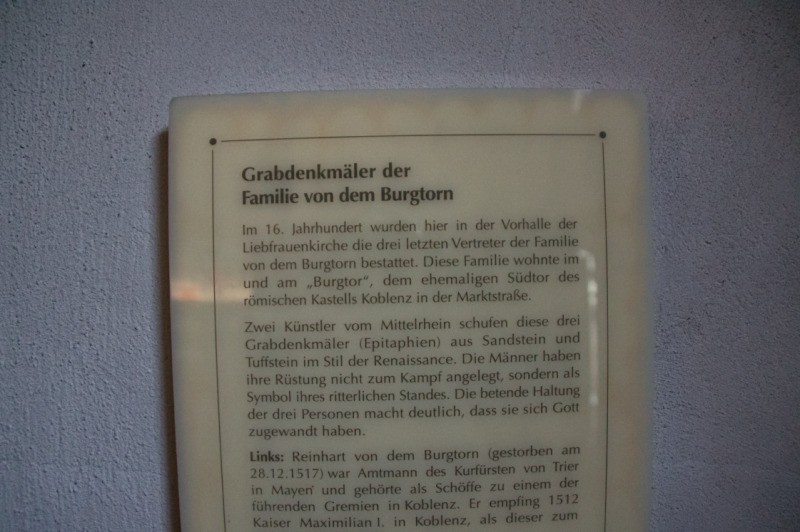 Grabdenkmäler der
Familie von dem Burgtorn
Im 16. Jahrhundert wurden hier in der Vorhalle der
Liebfrauenkirche die drei letzten Vertreter der Familie
von dem Burgtorn bestattet. Diese Familie wohnte im
und am „Burgtor“, dem ehemaligen Südtor des
römischen Kastells Koblenz in der Marktstraße.
Zwei Künstler vom Mittelrhein schufen diese drei
Grabdenkmäler (Epitaphien) aus Sandstein und
Tuffstein im Stil der Renaissance. Die Männer haben
ihre Rüstung nicht zum Kampf angelegt, sondern als
Symbol ihres ritterlichen Standes. Die betende Haltung
der drei Personen macht deutlich, dass sie sich Gott
zugewandt haben.
Links: Reinhart von dem Burgtorn (gestorben am
28.12.1517) war Amtmann des Kurfürsten von Trier
in Mayen und gehörte als Schöffe zu einem der
führenden Gremien in Koblenz. Er empfing 1512
Kaiser Maximilian I. in Koblenz, als dieser zum